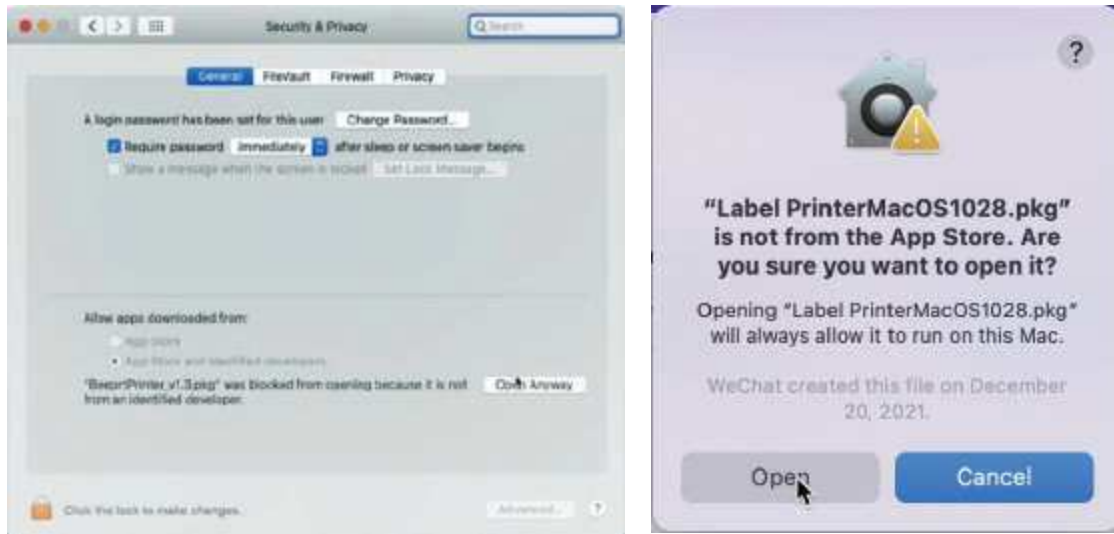 Security & Privacy
Search
General FileVault Firewall Privacy
A login password has been set for this user Change Password...
Require password immediately after sleep or screen saver begins
Show a message when the screen is locked Set Lock Message...
Allow apps downloaded from:
App Store
App Store and identified developers
"BeeprtPrinter_v1.3.pkg" was blocked from opening because it is not Open Anyway
from an identified developer.
Click the lock to make changes.
Advanced... ?
?
"Label PrinterMacOS1028.pkg"
is not from the App Store. Are
you sure you want to open it?
Opening "Label PrinterMacOS1028.pkg"
will always allow it to run on this Mac.
WeChat created this file on December
20, 2021.
Open Cancel